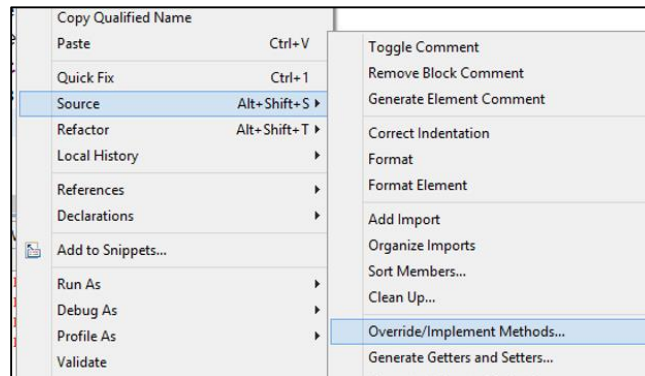 Copy Qualified Name
Paste Ctrl+V
Quick Fix Ctrl+1
Source Alt+Shift+S
Refactor Alt+Shift+T
Local History
References
Declarations
Add to Snippets...
Run As
Debug As
Profile As
Validate
Toggle Comment
Remove Block Comment
Generate Element Comment
Correct Indentation
Format
Format Element
Add Import
Organize Imports
Sort Members...
Clean Up...
Override/Implement Methods...
Generate Getters and Setters...